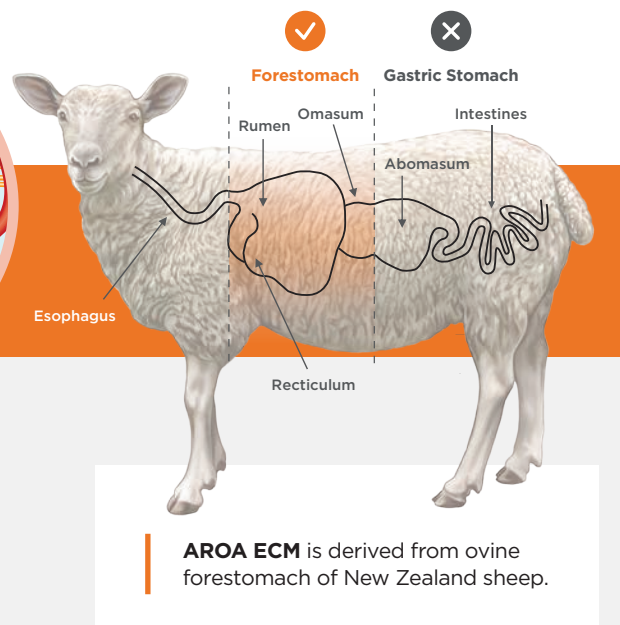 Forestomach
Gastric Stomach
Omasum
Intestines
Rumen
Abomasum
Esophagus
Recticulum
AROA ECM is derived from ovine
forestomach of New Zealand sheep.